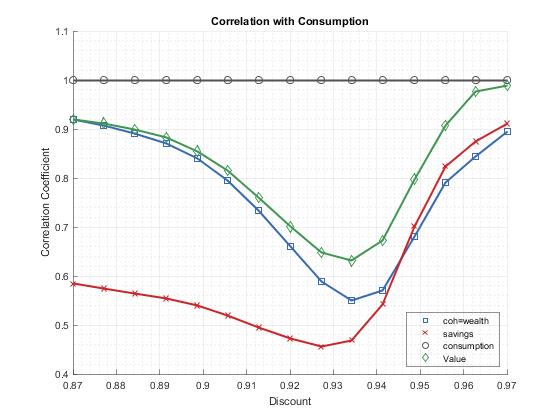 Correlation with Consumption
1.1
1
0.9
0.8
0.7
0.6
0.5
0.4
Correlation Coefficient
0.87 0.88 0.89 0.9 0.91 0.92 0.93 0.94 0.95 0.96 0.97
Discount
coh=wealth
savings
consumption
Value